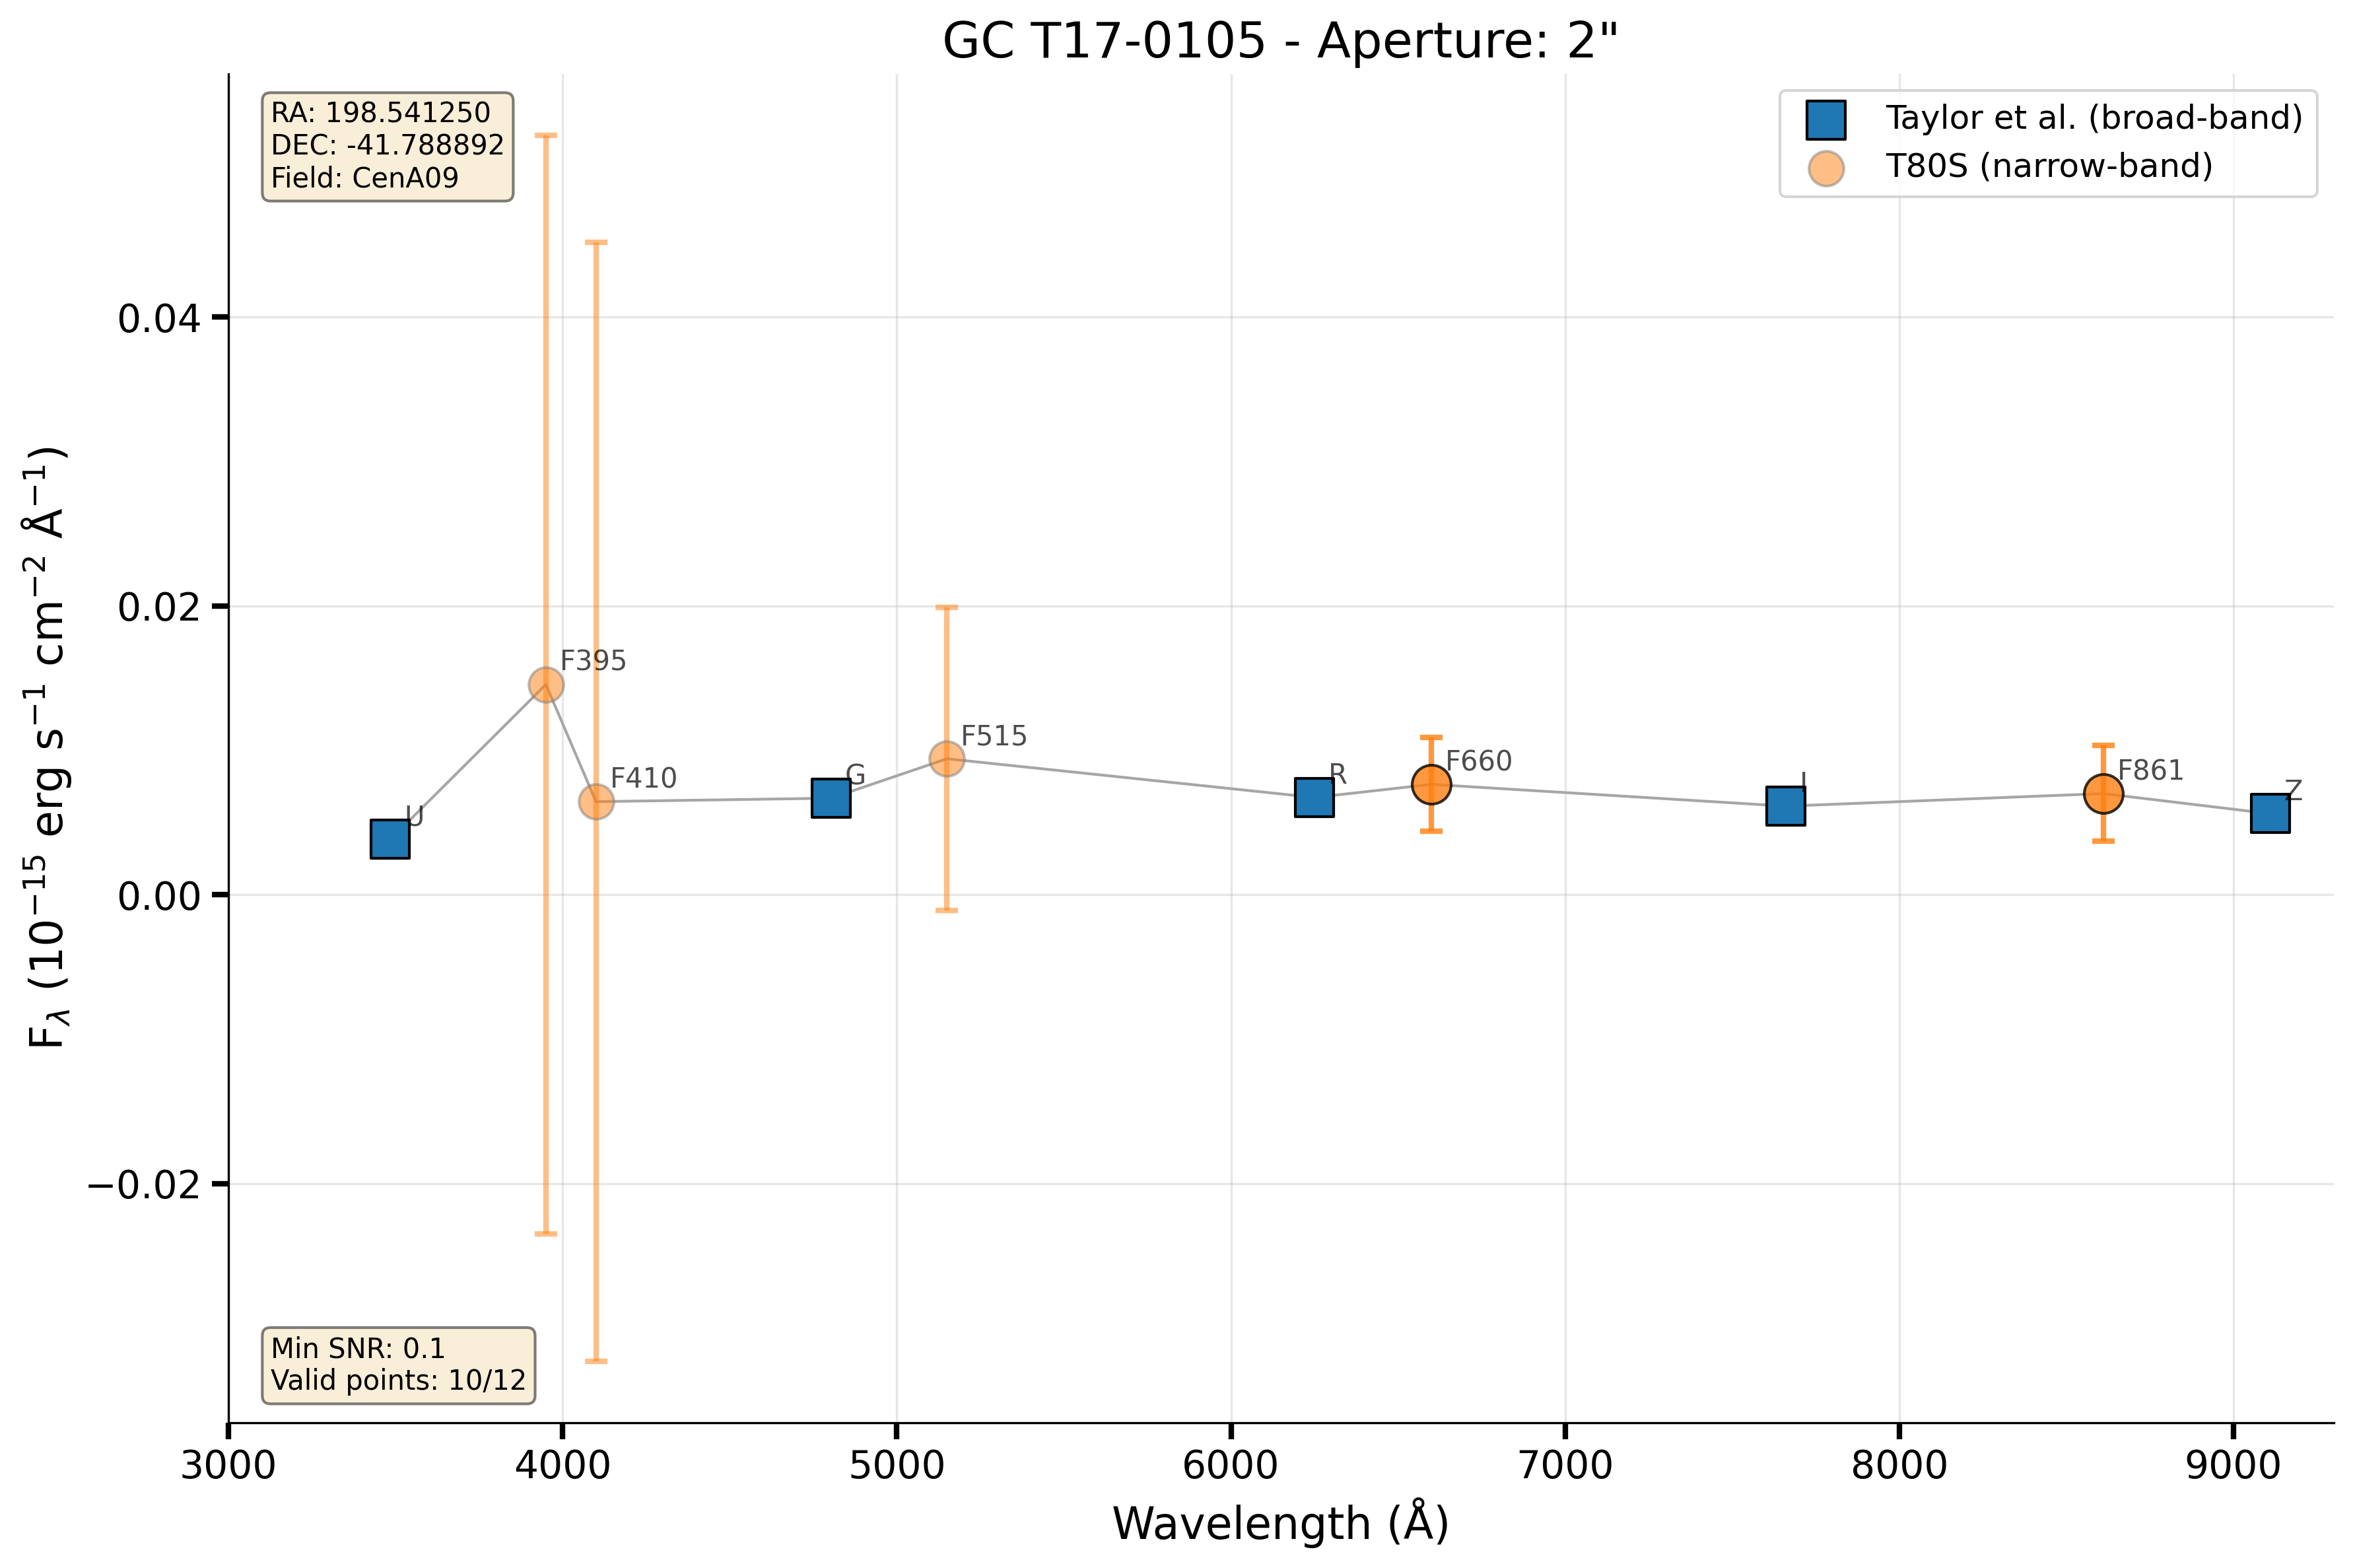 GC T17-0105 - Aperture: 2"
RA: 198.541250
DEC: -41.788892
Field: CenA09
Taylor et al. (broad-band)
T80S (narrow-band)
F_λ (10⁻¹⁵ erg s⁻¹ cm⁻² Å⁻¹)
0.04
0.02
0.00
−0.02
U
F395
F410
G
F515
R
F660
I
F861
Z
Min SNR: 0.1
Valid points: 10/12
3000 4000 5000 6000 7000 8000 9000
Wavelength (Å)